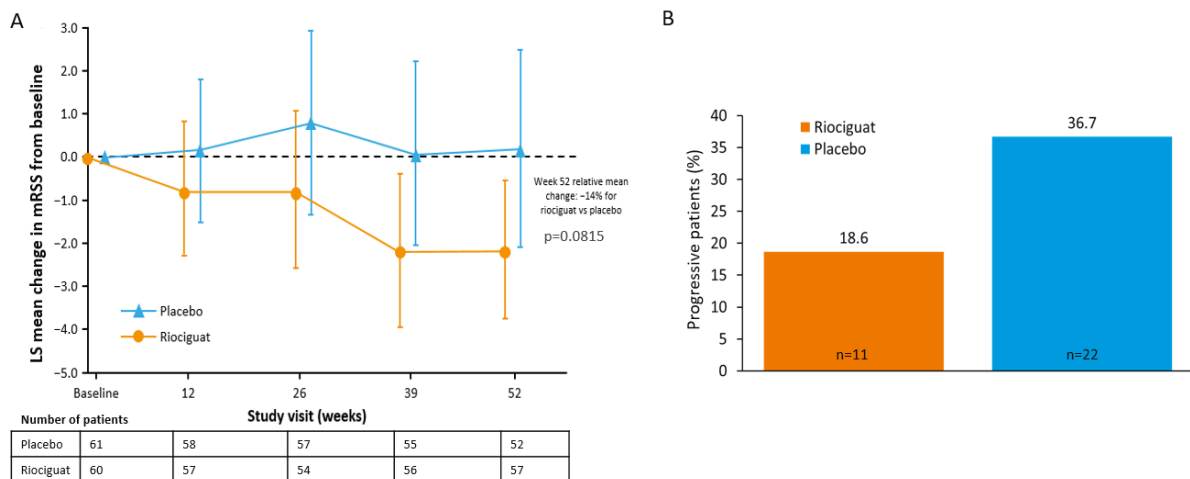 A
LS mean change in mRSS from baseline
3.0
2.0
1.0
0.0
−1.0
−2.0
−3.0
−4.0
−5.0
Week 52 relative mean
change: −14% for
riociguat vs placebo
p=0.0815
Placebo
Riociguat
Baseline 12 26 39 52
Study visit (weeks)
Number of patients
Placebo 61 58 57 55 52
Riociguat 60 57 54 56 57
B
Progressive patients (%)
40
35
30
25
20
15
10
5
0
Riociguat
Placebo
18.6
36.7
n=11
n=22